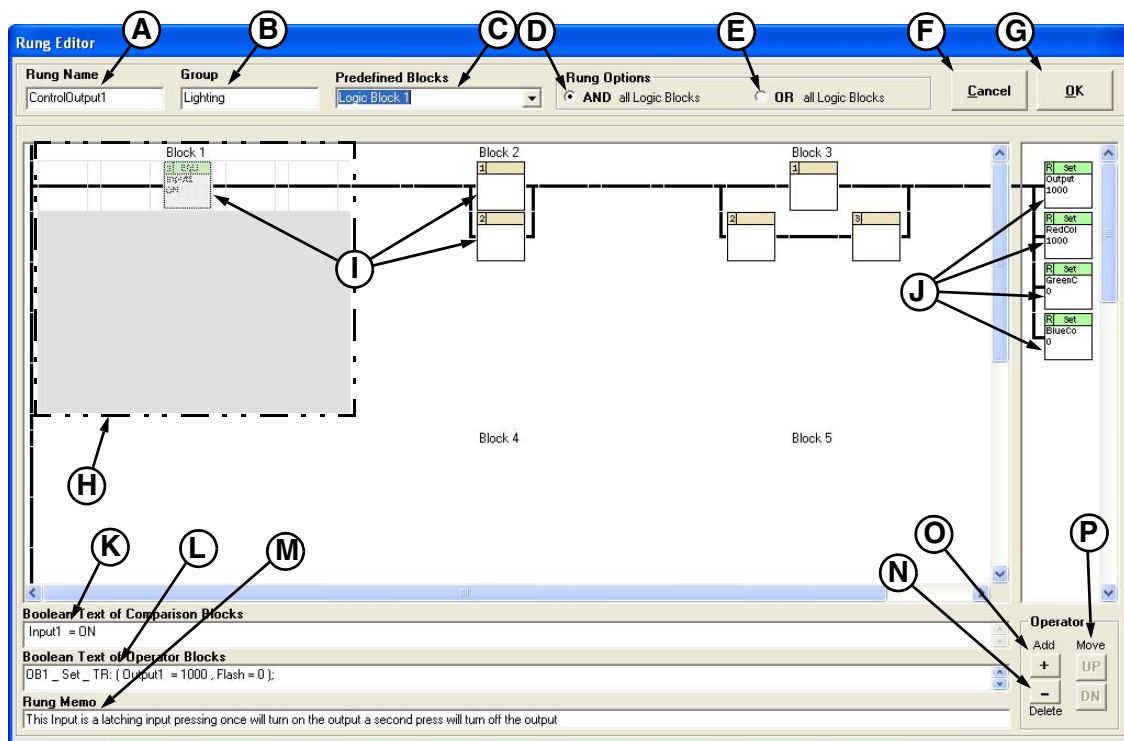 A
B
C
D
E
F
G
Rung Editor
Rung Name
Group
Predefined Blocks
Rung Options
ControlOutput1
Lighting
Logic Block 1
AND all Logic Blocks
OR all Logic Blocks
Cancel
OK
Block 1
Block 2
Block 3
Input1
ON
1
2
1
2
3
R Set
Output
1000
R Set
RedCol
1000
R Set
GreenC
0
R Set
BlueCo
0
I
J
H
Block 4
Block 5
K
L
M
N
O
P
Boolean Text of Comparison Blocks
Input1 = ON
Boolean Text of Operator Blocks
OB1 _ Set _ TR: ( Output1 = 1000 , Flash = 0 );
Rung Memo
This Input is a latching input pressing once will turn on the output a second press will turn off the output
Operator
Add
Move
+
UP
-
DN
Delete